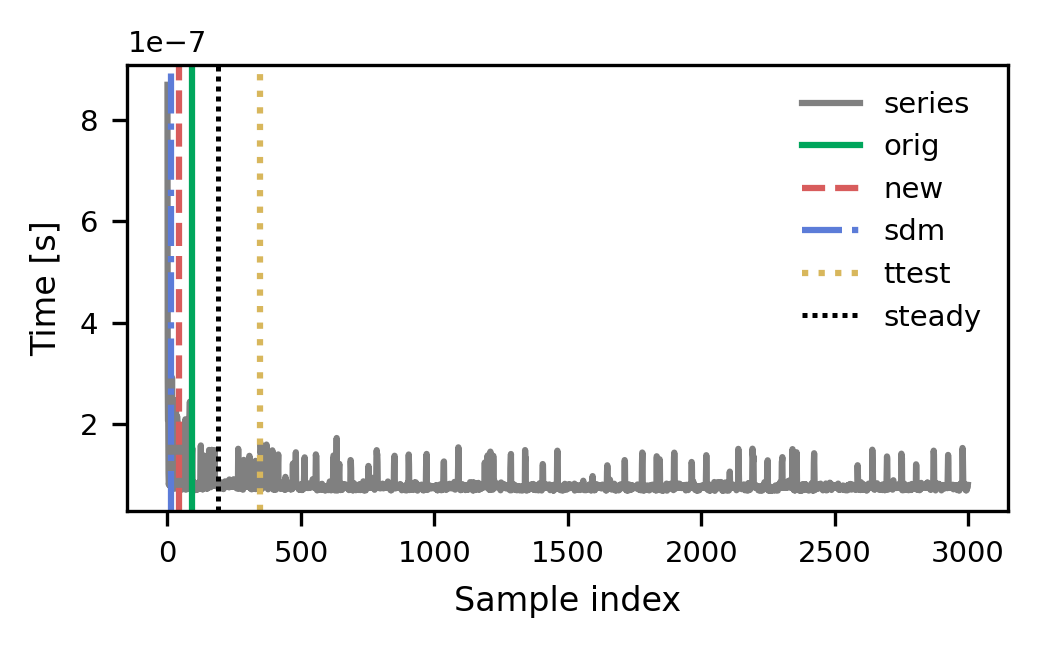 1e−7
8
6
4
2
Time [s]
series
orig
new
sdm
ttest
steady
0 500 1000 1500 2000 2500 3000
Sample index